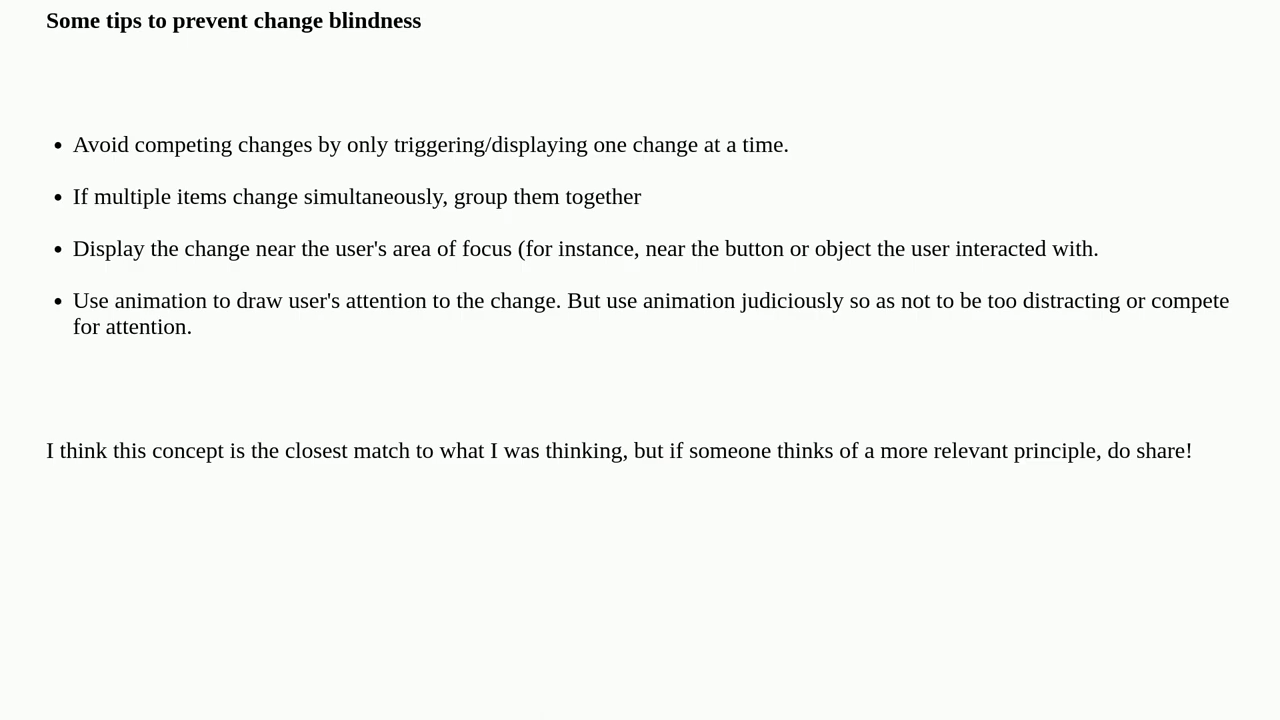 Some tips to prevent change blindness
• Avoid competing changes by only triggering/displaying one change at a time.
• If multiple items change simultaneously, group them together
• Display the change near the user's area of focus (for instance, near the button or object the user interacted with.
• Use animation to draw user's attention to the change. But use animation judiciously so as not to be too distracting or compete
for attention.
I think this concept is the closest match to what I was thinking, but if someone thinks of a more relevant principle, do share!